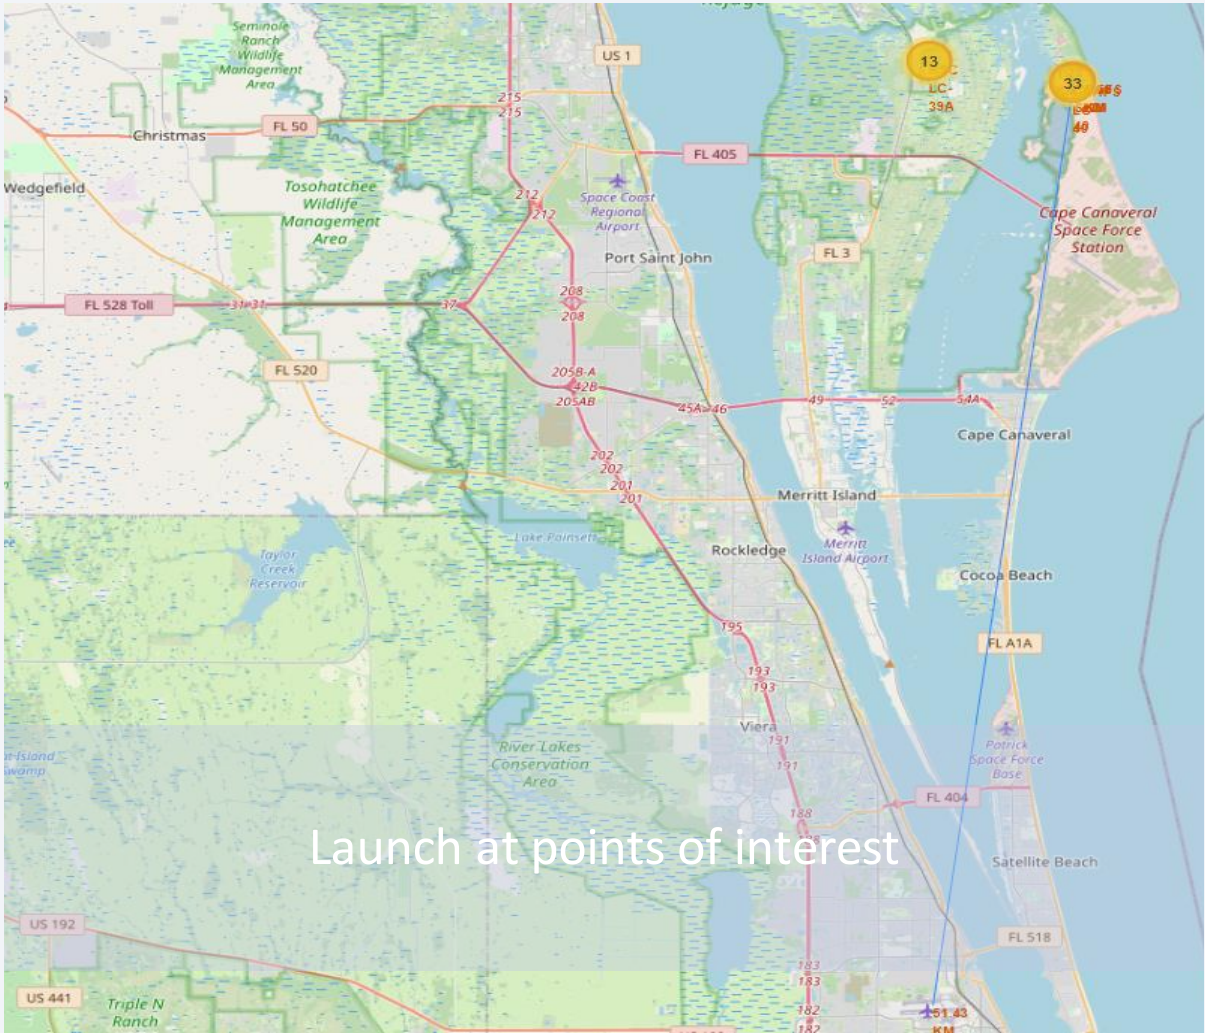 Seminole
Ranch
Wildlife
Management
Area
US 1
13
LC-
39A
33
215
215
Christmas
FL 50
FL 405
Wedgefield
Tosohatchee
Wildlife
Management
Area
212
212
Space Coast
Regional
Airport
Cape Canaveral
Space Force
Station
Port Saint John
FL 3
FL 528 Toll
31
31
37
208
208
FL 520
205B-A
42B
205AB
45A
46
49
52
54A
Cape Canaveral
202
202
201
201
Merritt Island
Lake Poinsett
Rockledge
Merritt
Island Airport
Taylor
Creek
Reservoir
Cocoa Beach
195
FL A1A
193
193
Viera
191
191
River Lakes
Conservation
Area
Patrick
Space Force
Base
FL 404
188
188
Launch at points of interest
Satellite Beach
US 192
FL 518
183
183
US 441
Triple N
Ranch
182
182
51.43
KM